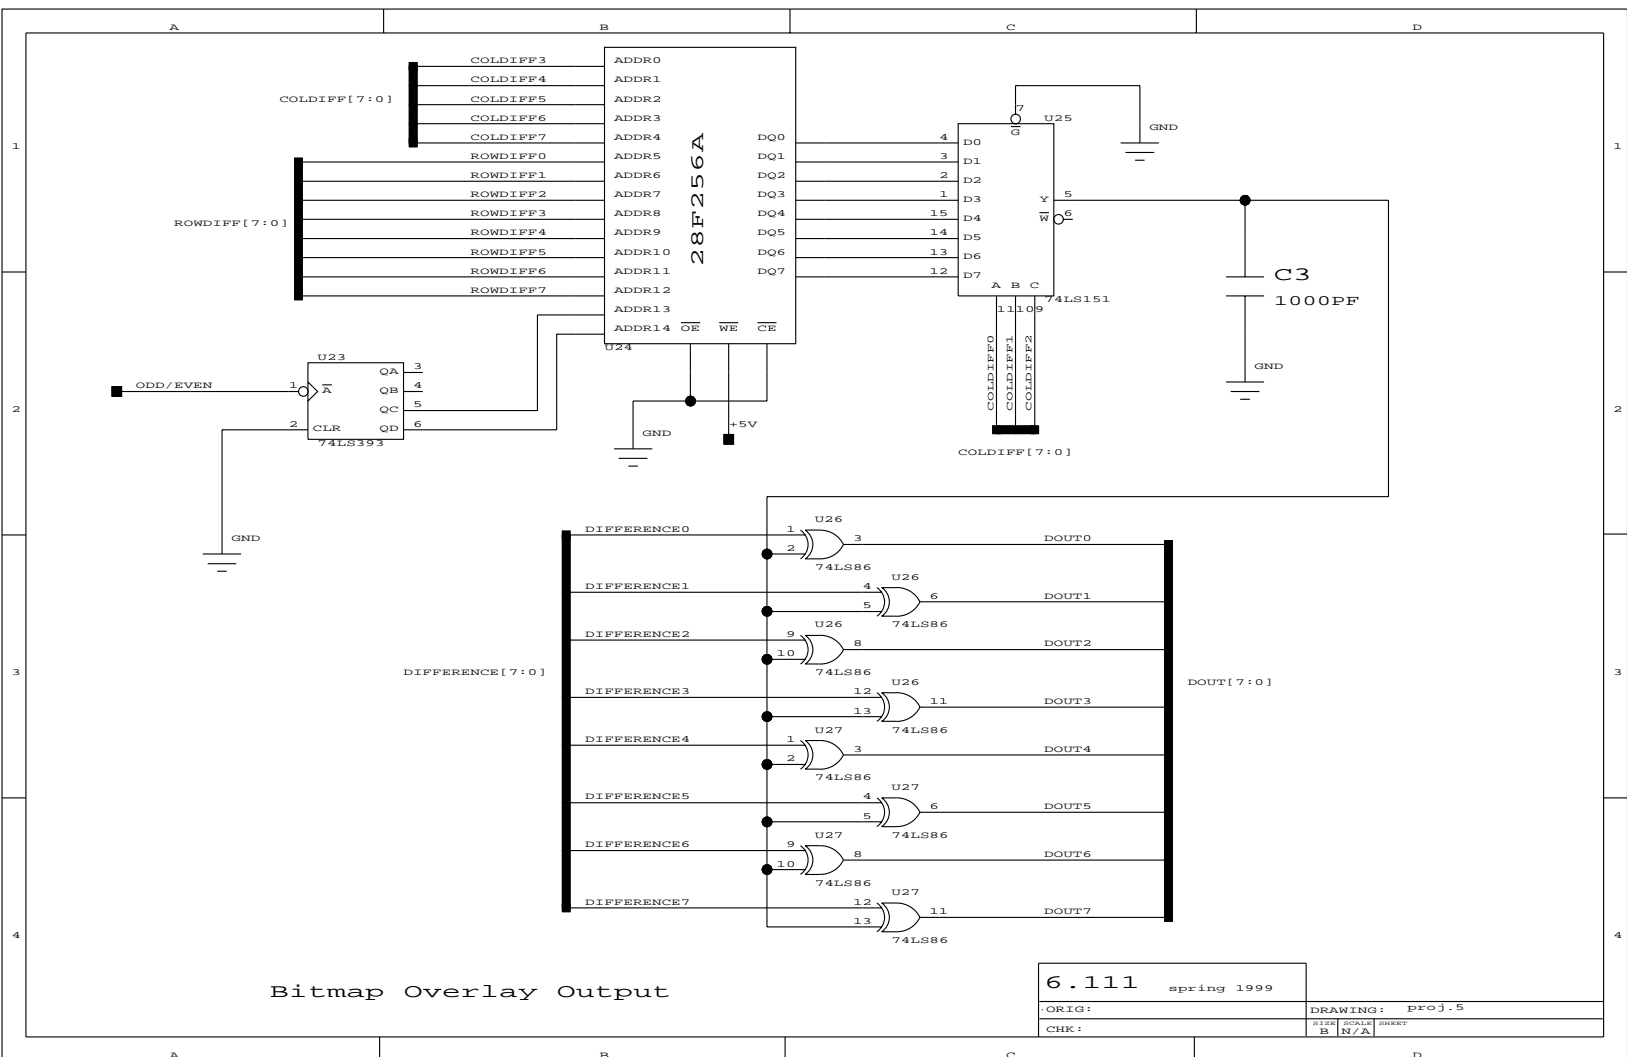 A B C D
COLDIFF3 ADDR0
COLDIFF4 ADDR1
COLDIFF[7:0] COLDIFF5 ADDR2
COLDIFF6 ADDR3
COLDIFF7 ADDR4
ROWDIFF0 ADDR5
ROWDIFF1 ADDR6
ROWDIFF2 ADDR7
ROWDIFF[7:0] ROWDIFF3 ADDR8
ROWDIFF4 ADDR9
ROWDIFF5 ADDR10
ROWDIFF6 ADDR11
ROWDIFF7 ADDR12
ADDR13
ADDR14 OE WE CE
U24
28F256A
DQ0
DQ1
DQ2
DQ3
DQ4
DQ5
DQ6
DQ7
7
U25
G
GND
4 D0
3 D1
2 D2
1 D3
15 D4
14 D5
13 D6
12 D7
Y 5
W 6
A B C
74LS151
11 10 9
COLDIFF0
COLDIFF1
COLDIFF2
COLDIFF[7:0]
C3
1000PF
GND
1 1
U23
ODD/EVEN 1 A
QA 3
QB 4
QC 5
QD 6
2 CLR
74LS393
GND
GND
+5V
2 2
DIFFERENCE[7:0]
DIFFERENCE0 1 2 U26 3 74LS86 DOUT0
DIFFERENCE1 4 5 U26 6 74LS86 DOUT1
DIFFERENCE2 9 10 U26 8 74LS86 DOUT2
DIFFERENCE3 12 13 U26 11 74LS86 DOUT3
DIFFERENCE4 1 2 U27 3 74LS86 DOUT4
DIFFERENCE5 4 5 U27 6 74LS86 DOUT5
DIFFERENCE6 9 10 U27 8 74LS86 DOUT6
DIFFERENCE7 12 13 U27 11 74LS86 DOUT7
DOUT[7:0]
3 3
4 4
Bitmap Overlay Output
6.111 spring 1999
ORIG: DRAWING: proj.5
CHK: SIZE B SCALE N/A SHEET
A B C D